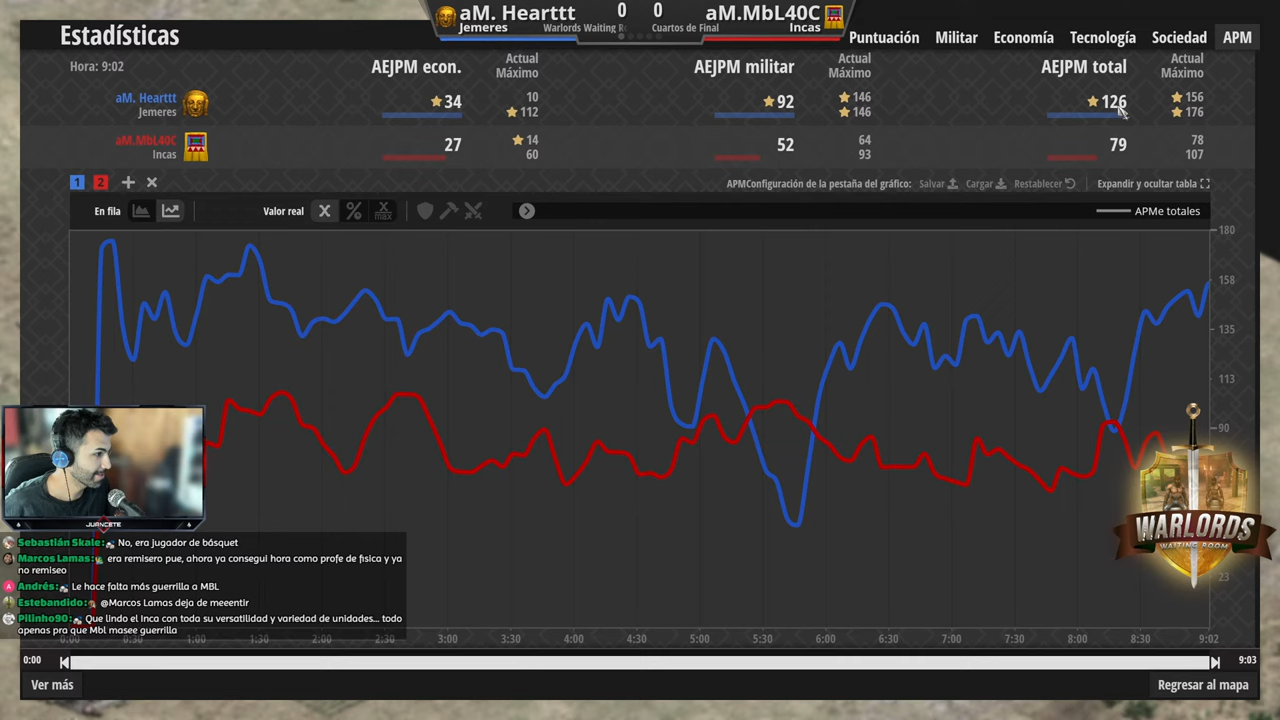 aM. Hearttt
0
0
aM.MbL40C
Jemeres
Warlords Waiting R
Cuartos de Final
Incas
Estadísticas
Puntuación
Militar
Economía
Tecnología
Sociedad
APM
Hora: 9:02
AEJPM econ.
Actual
Máximo
AEJPM militar
Actual
Máximo
AEJPM total
Actual
Máximo
aM. Hearttt
Jemeres
34
10
112
92
146
146
126
156
176
aM.MbL40C
Incas
27
14
60
52
64
93
79
78
107
1
2
APMConfiguración de la pestaña del gráfico:
Salvar
Cargar
Restablecer
Expandir y ocultar tabla
En fila
Valor real
X
%
X
max
APMe totales
180
158
135
113
90
23
JUANCETE
WARLORDS
WAITING ROOM
Sebastián Skale: No, era jugador de básquet
Marcos Lamas: era remisero pue, ahora ya consegui hora como profe de fisica y ya
no remiseo
Andrés: Le hace falta más guerrilla a MBL
Estebandido: @Marcos Lamas deja de meeentir
Pilinho90: Que lindo el Inca con toda su versatilidad y variedad de unidades... todo
apenas pra que Mbl masee guerrilla
0:00
2:30
3:00
3:30
4:00
4:30
5:00
5:30
6:00
6:30
7:00
7:30
8:00
8:30
9:02
0:00
9:03
Ver más
Regresar al mapa